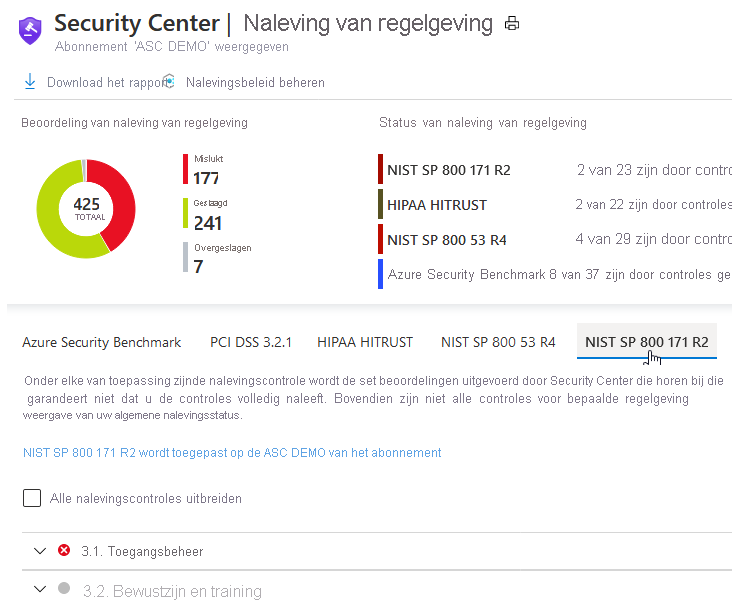 Security Center | Naleving van regelgeving
Abonnement 'ASC DEMO' weergegeven
Download het rapport Nalevingsbeleid beheren
Beoordeling van naleving van regelgeving
Status van naleving van regelgeving
425
TOTAAL
Mislukt
177
Geslaagd
241
Overgeslagen
7
NIST SP 800 171 R2 2 van 23 zijn door contro
HIPAA HITRUST 2 van 22 zijn door controles
NIST SP 800 53 R4 4 van 29 zijn door contro
Azure Security Benchmark 8 van 37 zijn door controles ge
Azure Security Benchmark PCI DSS 3.2.1 HIPAA HITRUST NIST SP 800 53 R4 NIST SP 800 171 R2
Onder elke van toepassing zijnde nalevingscontrole wordt de set beoordelingen uitgevoerd door Security Center die horen bij die
garandeert niet dat u de controles volledig naleeft. Bovendien zijn niet alle controles voor bepaalde regelgeving
weergave van uw algemene nalevingsstatus.
NIST SP 800 171 R2 wordt toegepast op de ASC DEMO van het abonnement
Alle nalevingscontroles uitbreiden
3.1. Toegangsbeheer
3.2. Bewustzijn en training